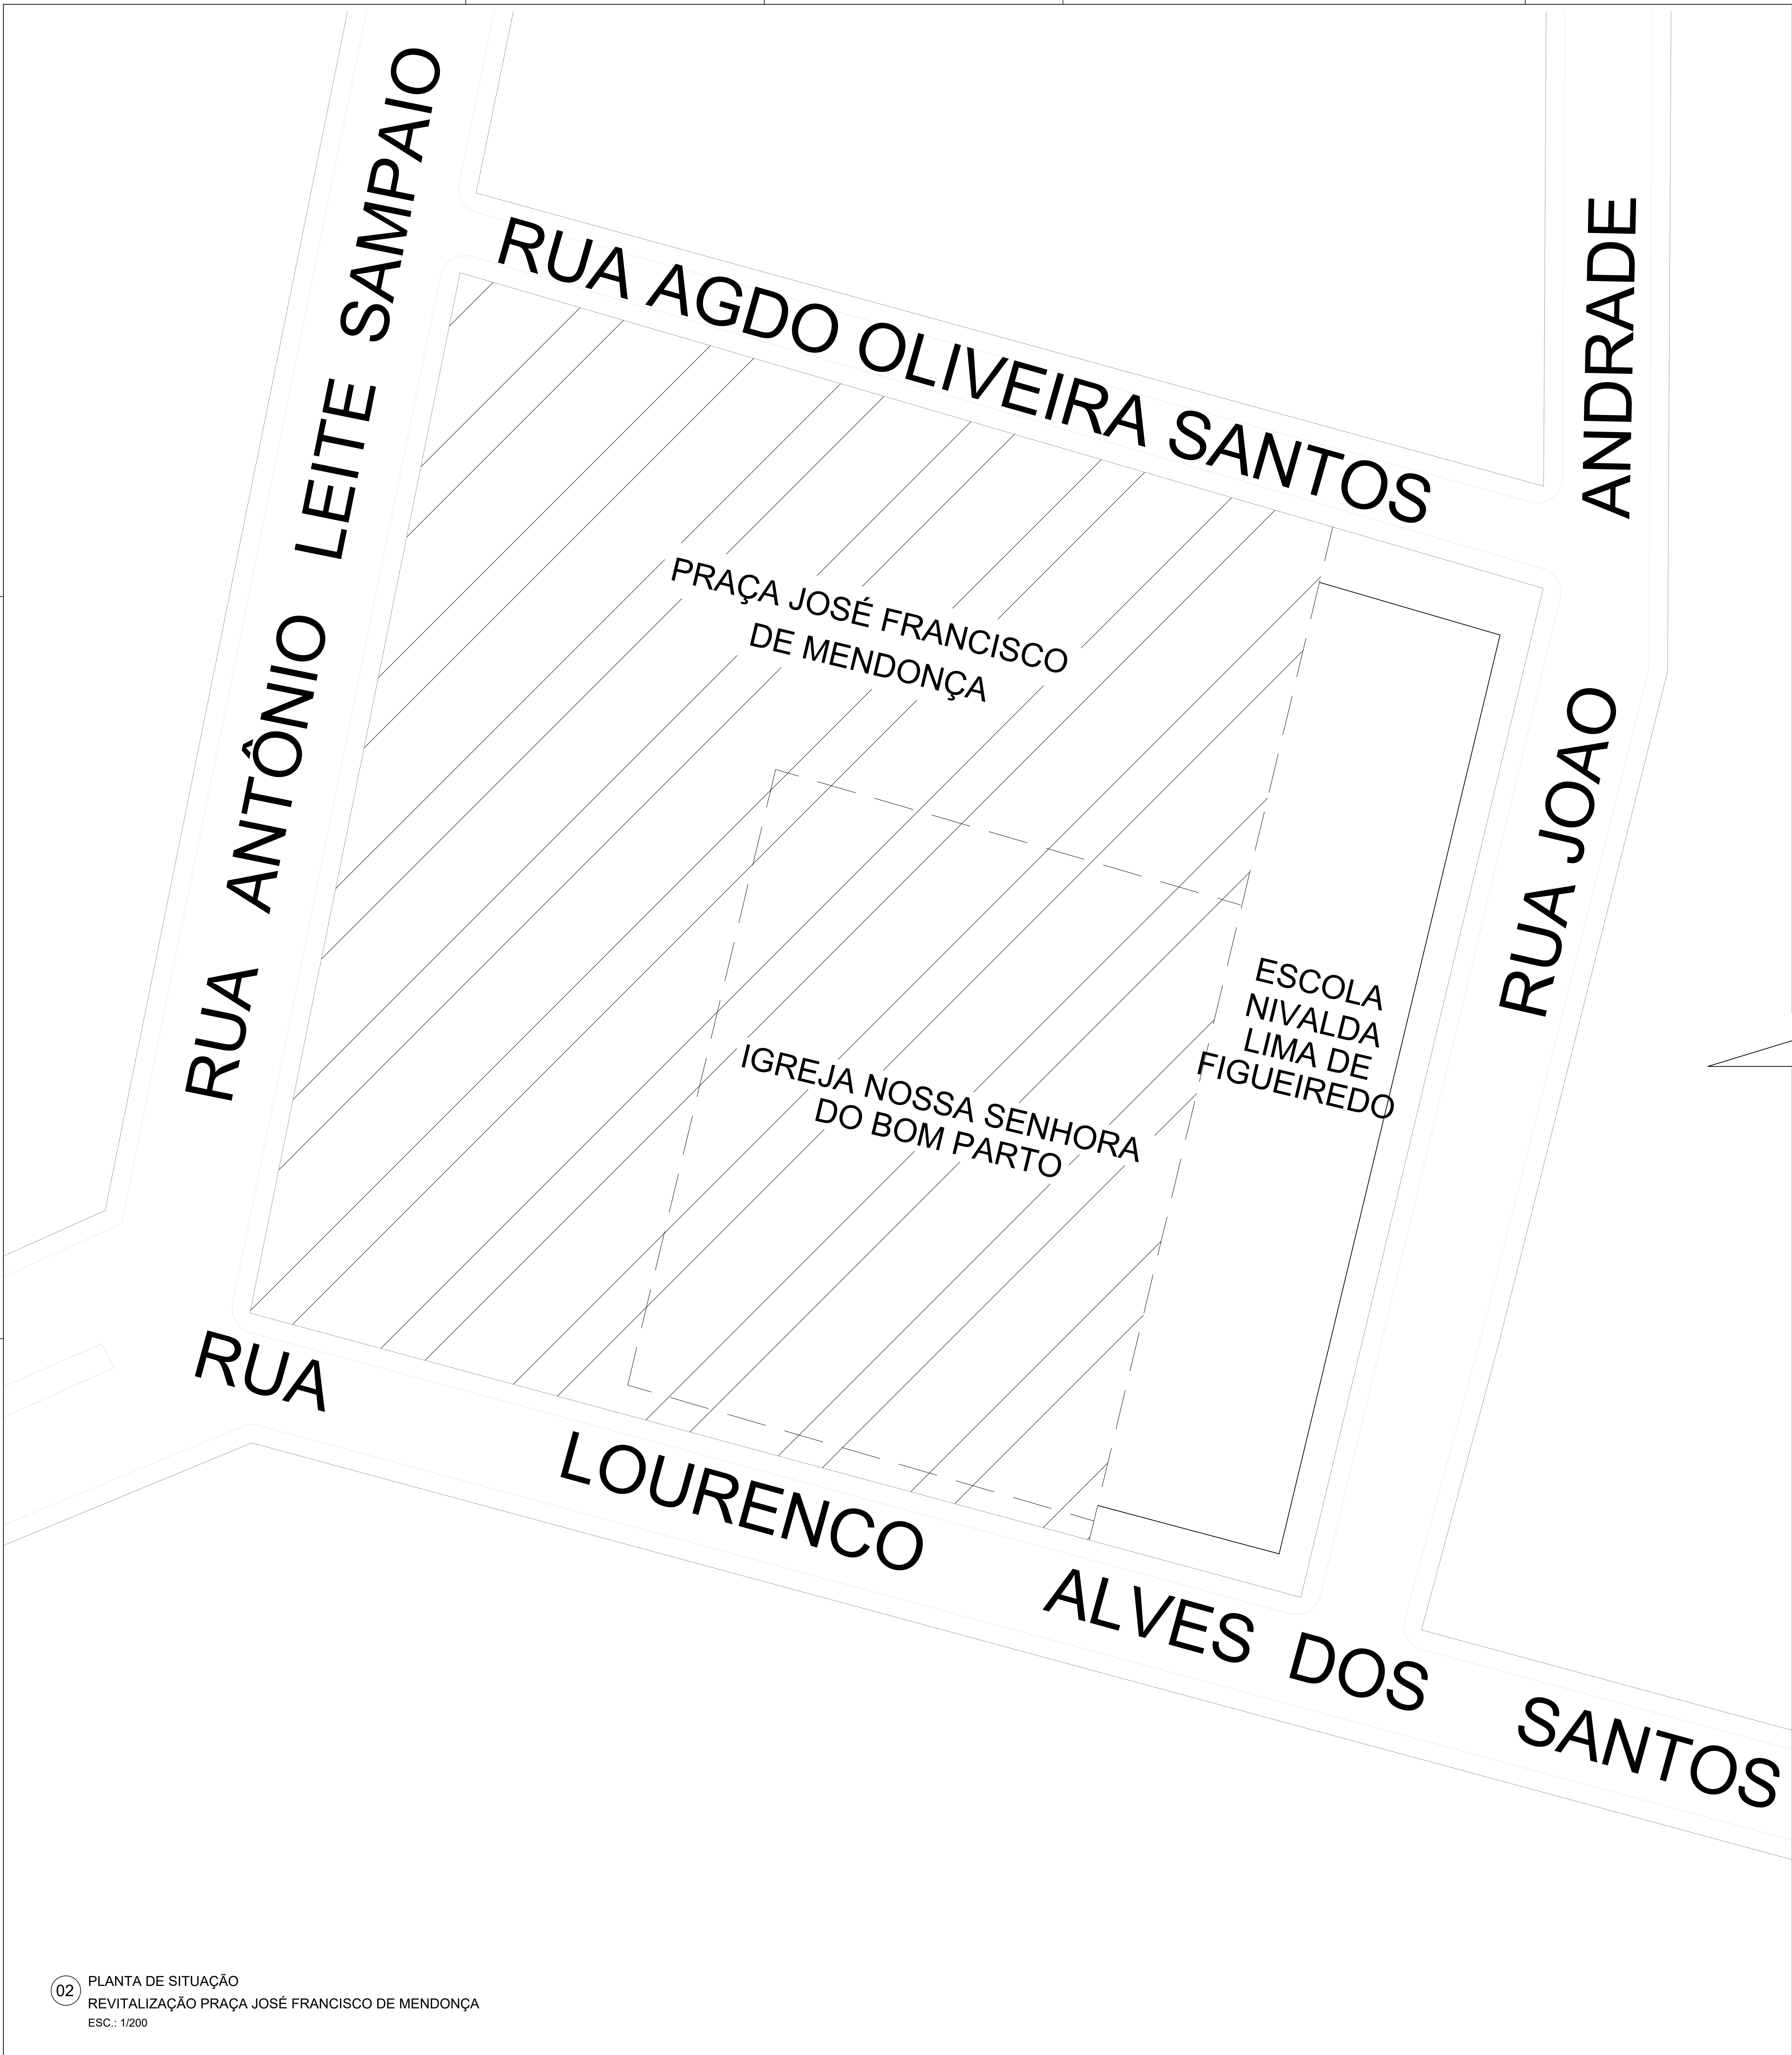 RUA ANTÔNIO LEITE SAMPAIO
RUA AGDO OLIVEIRA SANTOS
RUA JOAO ANDRADE
PRAÇA JOSÉ FRANCISCO
DE MENDONÇA
ESCOLA
NIVALDA
LIMA DE
FIGUEIREDO
IGREJA NOSSA SENHORA
DO BOM PARTO
RUA LOURENCO ALVES DOS SANTOS
02
PLANTA DE SITUAÇÃO
REVITALIZAÇÃO PRAÇA JOSÉ FRANCISCO DE MENDONÇA
ESC.: 1/200